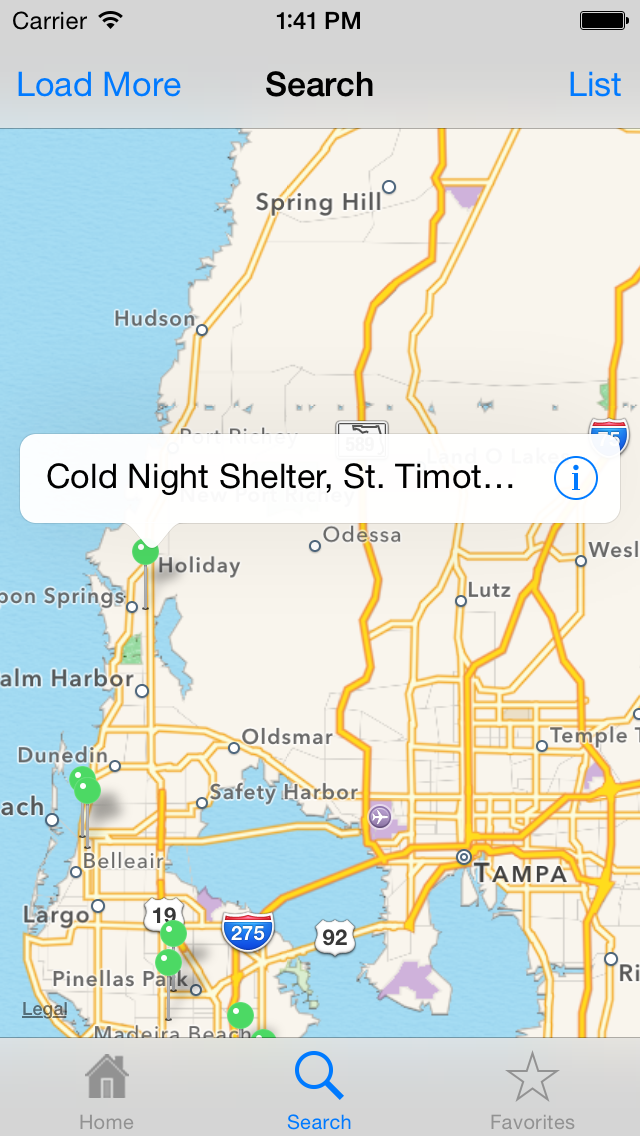 Carrier 1:41 PM
Load More Search List
Spring Hill
Hudson
Port Richey
589
75
Land O Lake
Cold Night Shelter, St. Timot...
New Port Richey
Odessa
Wesl
Holiday
Lutz
pon Springs
alm Harbor
Oldsmar
Temple T
Dunedin
Safety Harbor
ach
Belleair
TAMPA
Largo
19
275
92
Pinellas Park
Ri
Legal
Madeira Beach
Home Search Favorites